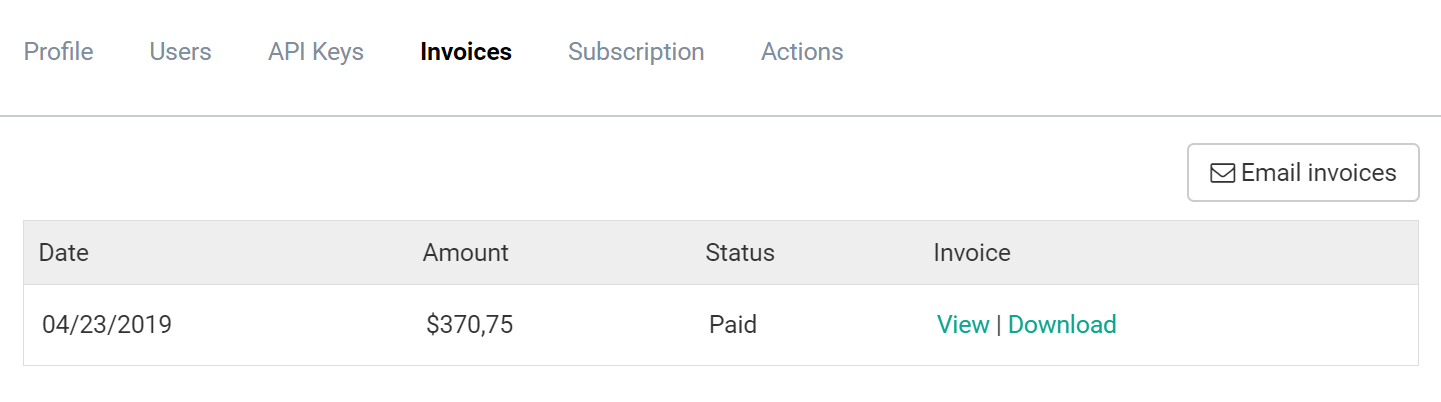 Profile Users API Keys Invoices Subscription Actions
Email invoices
Date Amount Status Invoice
04/23/2019 $370,75 Paid View | Download